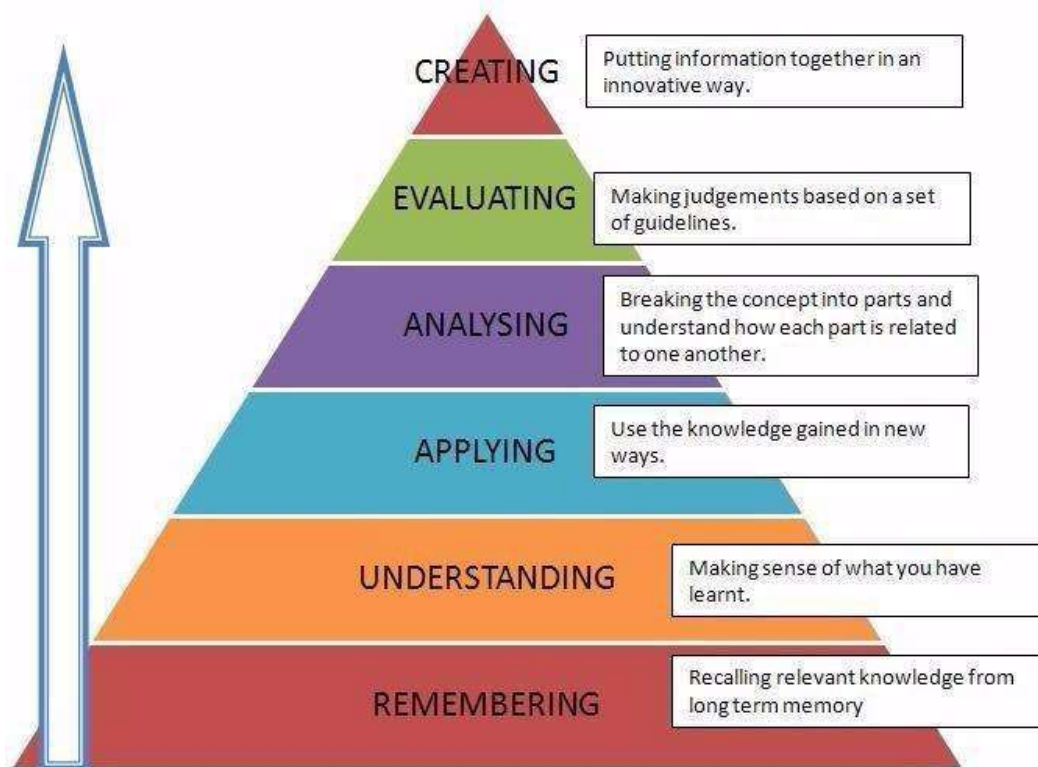 CREATING
Putting information together in an
innovative way.
EVALUATING
Making judgements based on a set
of guidelines.
ANALYSING
Breaking the concept into parts and
understand how each part is related
to one another.
APPLYING
Use the knowledge gained in new
ways.
UNDERSTANDING
Making sense of what you have
learnt.
REMEMBERING
Recalling relevant knowledge from
long term memory